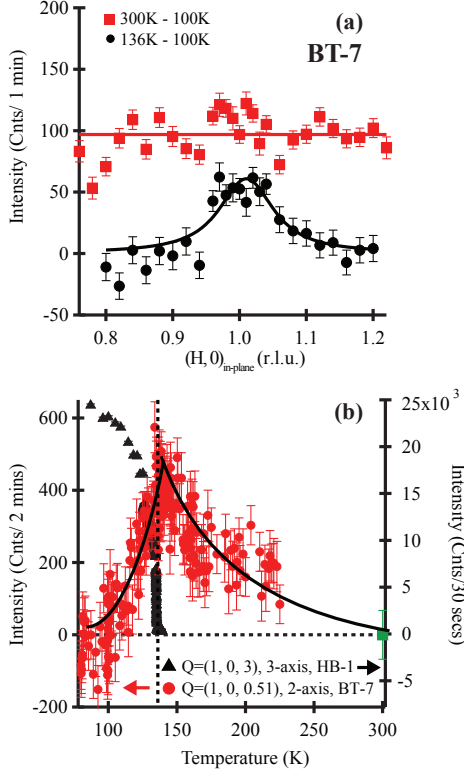 (a)
300K - 100K
136K - 100K
BT-7
Intensity (Cnts/ 1 min)
150
100
50
0
-50
0.8 0.9 1.0 1.1 1.2
(H, 0)in-plane (r.l.u.)
(b)
Intensity (Cnts/ 2 mins)
600
400
200
0
-200
25x10³
20
15
10
5
0
-5
Intensity (Cnts/30 secs)
Q=(1, 0, 3), 3-axis, HB-1
Q=(1, 0, 0.51), 2-axis, BT-7
100 150 200 250 300
Temperature (K)